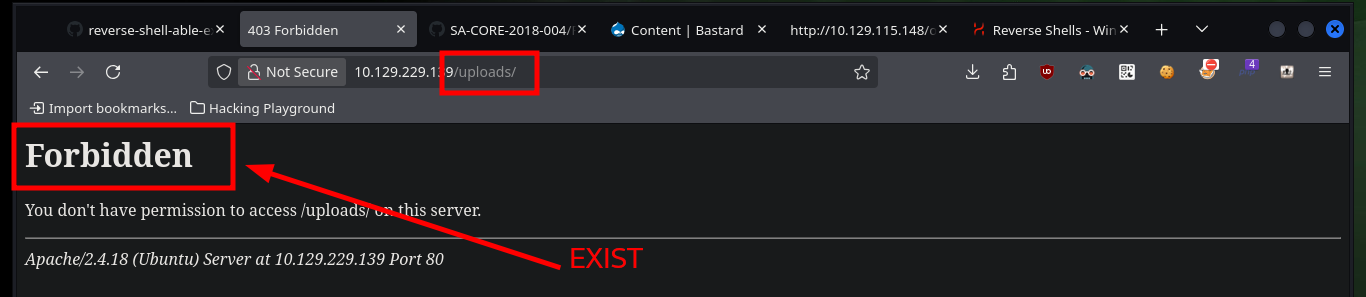 reverse-shell-able-e
403 Forbidden
SA-CORE-2018-004/
Content | Bastard
http://10.129.115.148/
Reverse Shells - Win
Not Secure
10.129.229.139/uploads/
4
Import bookmarks...
Hacking Playground
Forbidden
You don't have permission to access /uploads/ on this server.
EXIST
Apache/2.4.18 (Ubuntu) Server at 10.129.229.139 Port 80